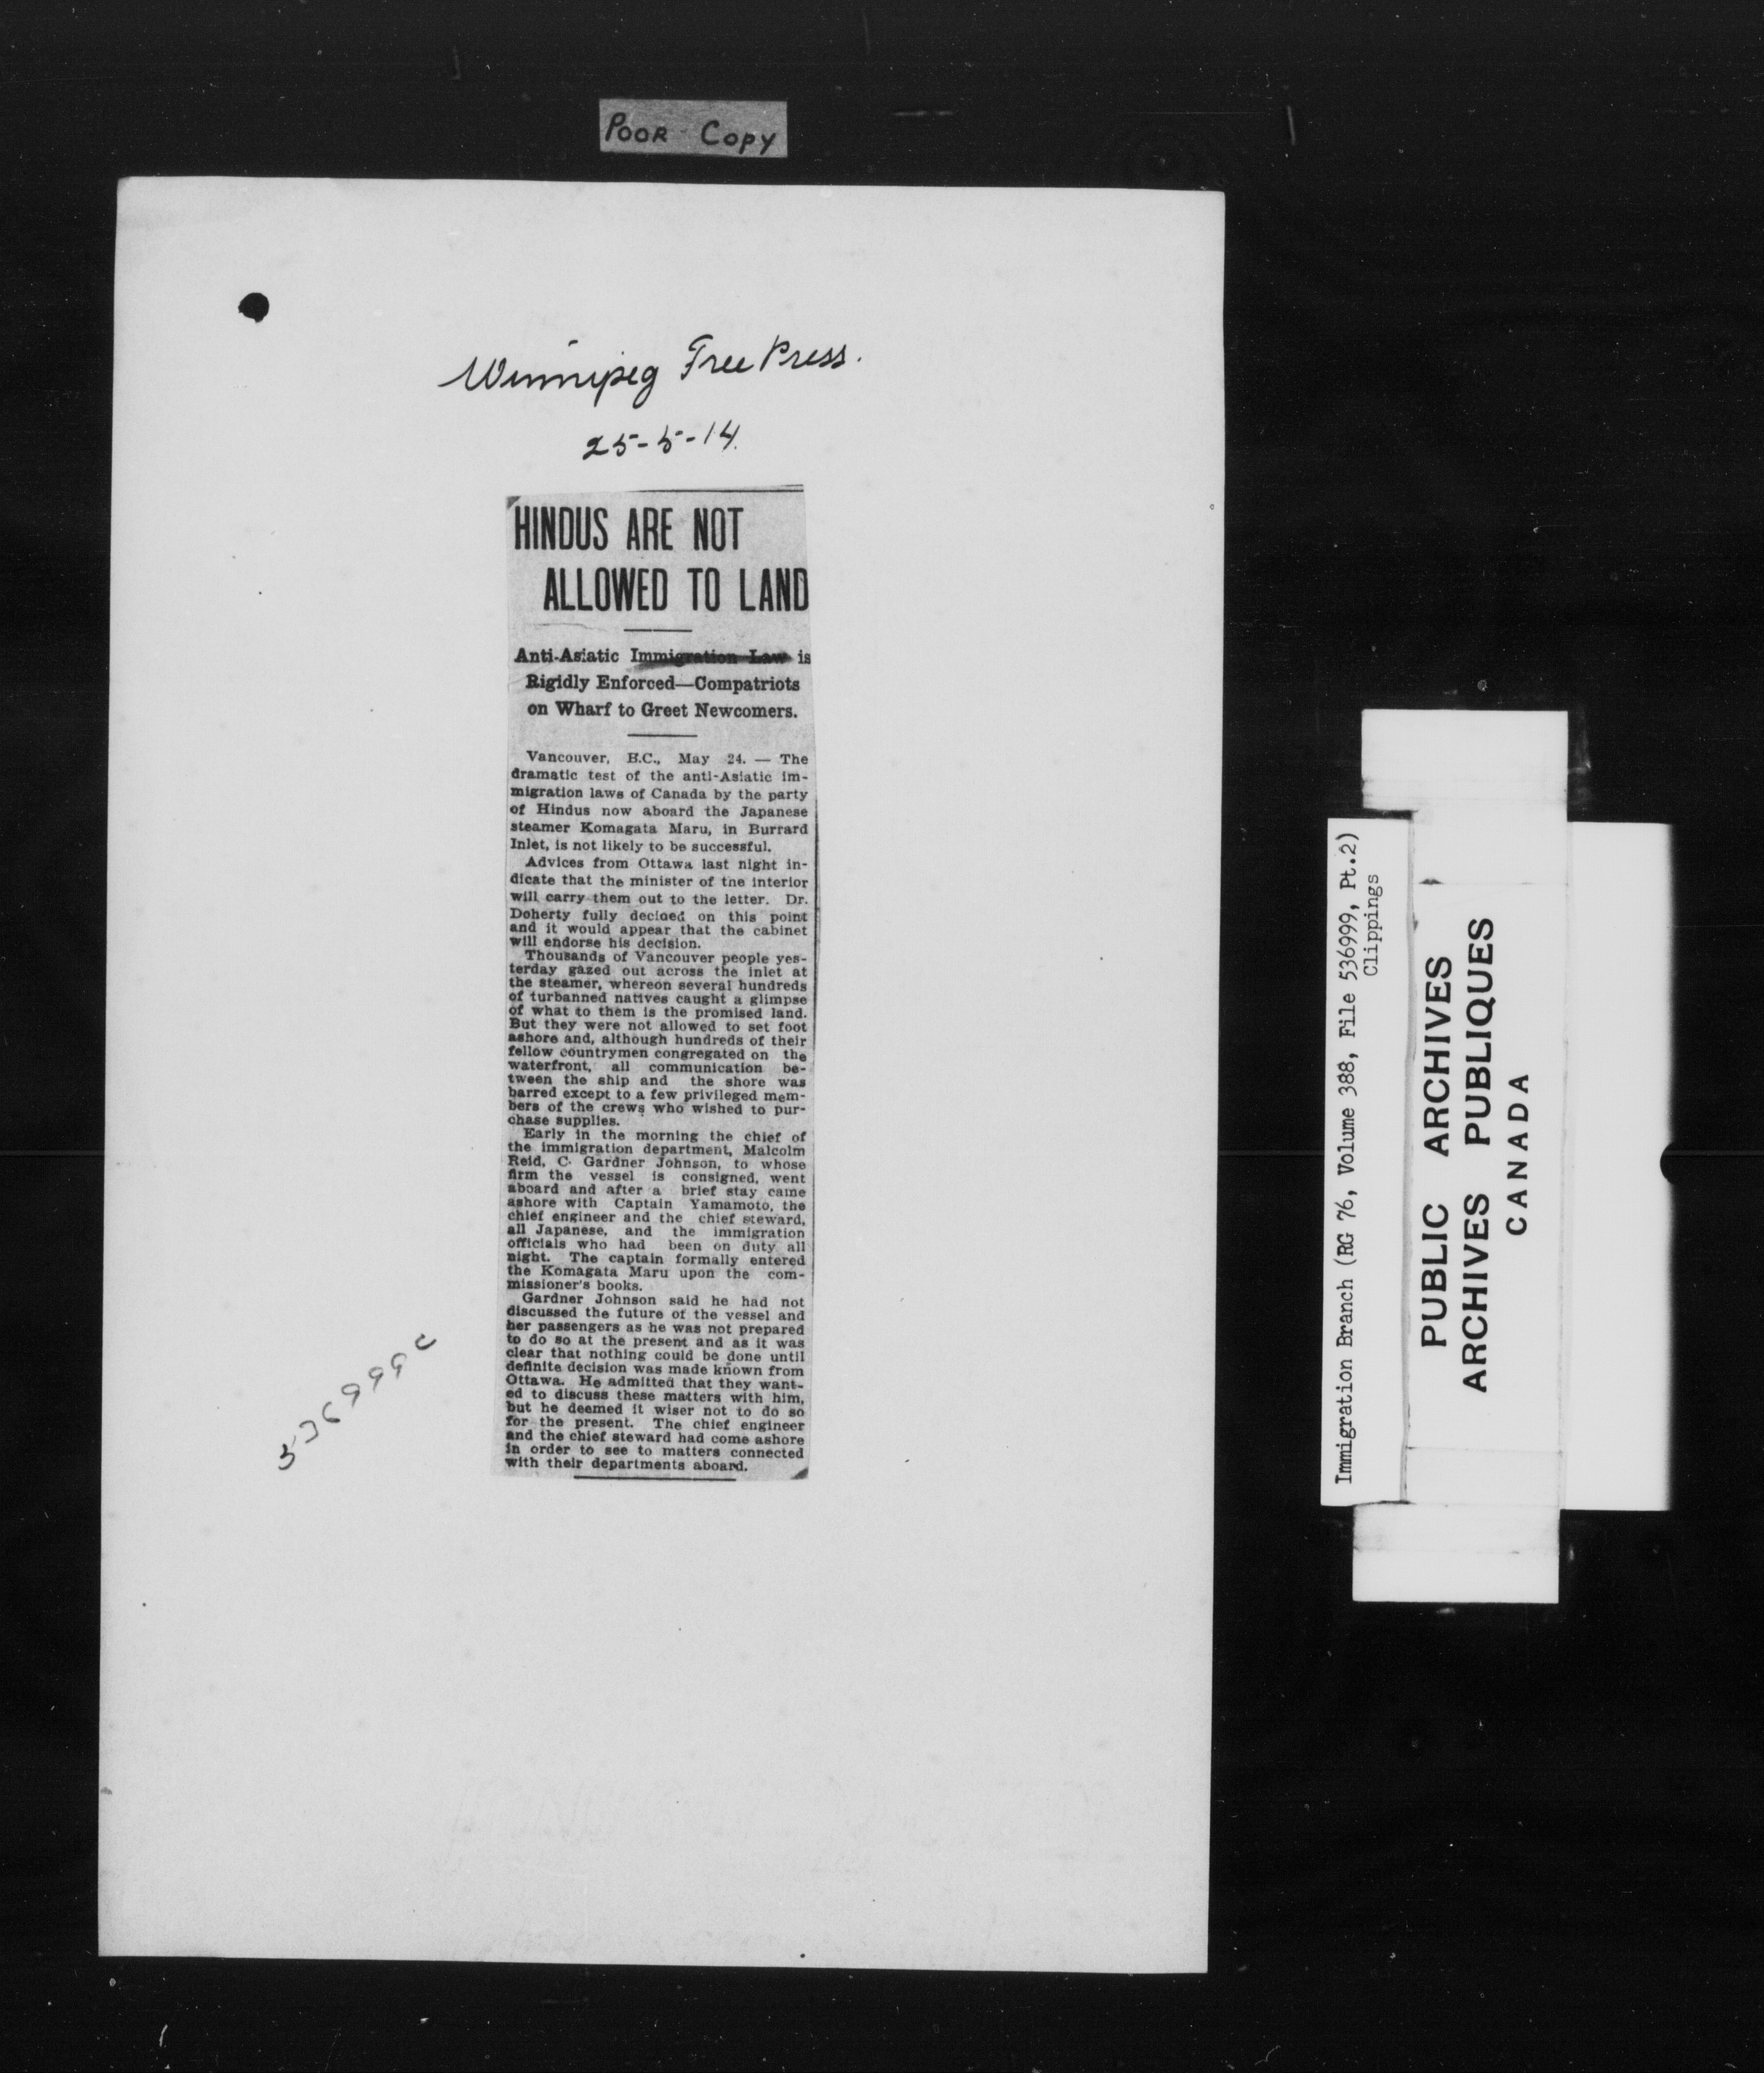 POOR COPY
Winnipeg Free Press.
25-5-14.
HINDUS ARE NOT
ALLOWED TO LAND
Anti-Asiatic Immigration Law is
Rigidly Enforced—Compatriots
on Wharf to Greet Newcomers.
Vancouver, B.C., May 24. — The
dramatic test of the anti-Asiatic im-
migration laws of Canada by the party
of Hindus now aboard the Japanese
steamer Komagata Maru, in Burrard
Inlet, is not likely to be successful.
Advices from Ottawa last night in-
dicate that the minister of tne interior
will carry them out to the letter. Dr.
Doherty fully decided on this point
and it would appear that the cabinet
will endorse his decision.
Thousands of Vancouver people yes-
terday gazed out across the inlet at
the steamer, whereon several hundreds
of turbanned natives caught a glimpse
of what to them is the promised land.
But they were not allowed to set foot
ashore and, although hundreds of their
fellow countrymen congregated on the
waterfront, all communication be-
tween the ship and the shore was
barred except to a few privileged mem-
bers of the crews who wished to pur-
chase supplies.
Early in the morning the chief of
the immigration department, Malcolm
Reid, C. Gardner Johnson, to whose
firm the vessel is consigned, went
aboard and after a brief stay came
ashore with Captain Yamamoto, the
chief engineer and the chief steward,
all Japanese, and the immigration
officials who had been on duty all
night. The captain formally entered
the Komagata Maru upon the com-
missioner's books.
Gardner Johnson said he had not
discussed the future of the vessel and
her passengers as he was not prepared
to do so at the present and as it was
clear that nothing could be done until
definite decision was made known from
Ottawa. He admitted that they want-
ed to discuss these matters with him,
but he deemed it wiser not to do so
for the present. The chief engineer
and the chief steward had come ashore
in order to see to matters connected
with their departments aboard.
536999
Immigration Branch (RG 76, Volume 388, File 536999, Pt.2)
Clippings
PUBLIC ARCHIVES
ARCHIVES PUBLIQUES
CANADA